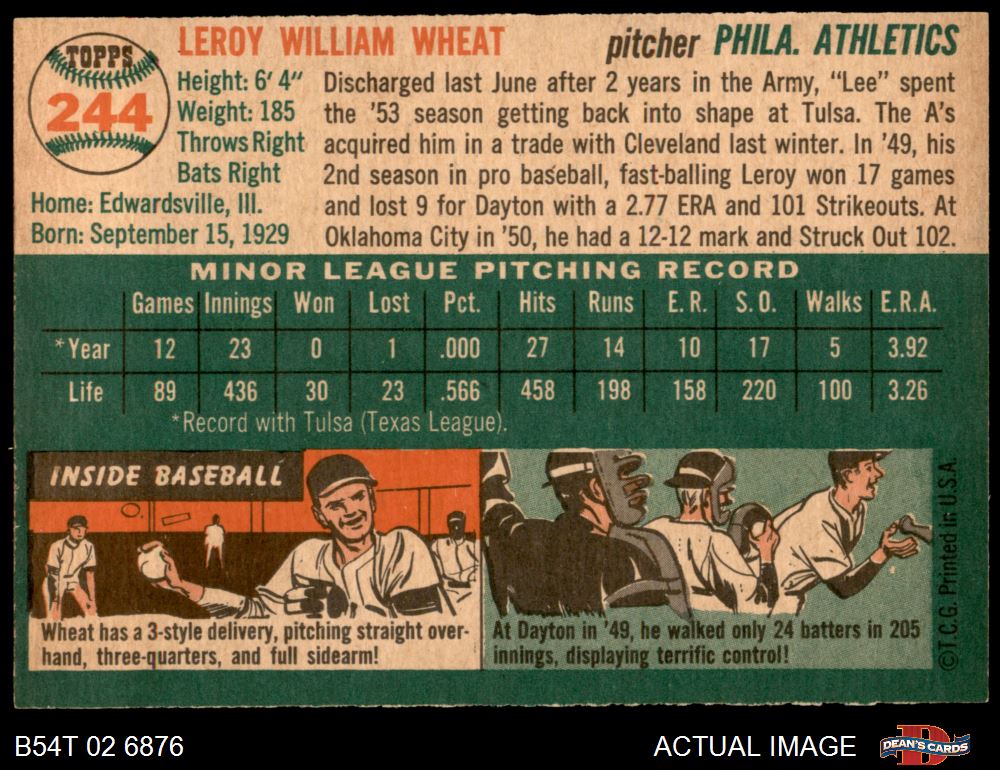 TOPPS
244
LEROY WILLIAM WHEAT
pitcher PHILA. ATHLETICS
Height: 6' 4"
Weight: 185
Throws Right
Bats Right
Home: Edwardsville, Ill.
Born: September 15, 1929
Discharged last June after 2 years in the Army, "Lee" spent
the '53 season getting back into shape at Tulsa. The A's
acquired him in a trade with Cleveland last winter. In '49, his
2nd season in pro baseball, fast-balling Leroy won 17 games
and lost 9 for Dayton with a 2.77 ERA and 101 Strikeouts. At
Oklahoma City in '50, he had a 12-12 mark and Struck Out 102.
MINOR LEAGUE PITCHING RECORD
Games Innings Won Lost Pct. Hits Runs E. R. S. O. Walks E.R.A.
*Year 12 23 0 1 .000 27 14 10 17 5 3.92
Life 89 436 30 23 .566 458 198 158 220 100 3.26
*Record with Tulsa (Texas League).
INSIDE BASEBALL
Wheat has a 3-style delivery, pitching straight over-
hand, three-quarters, and full sidearm!
At Dayton in '49, he walked only 24 batters in 205
innings, displaying terrific control!
©T.C.G. Printed in U.S.A.
B54T 02 6876
ACTUAL IMAGE
DEAN'S CARDS